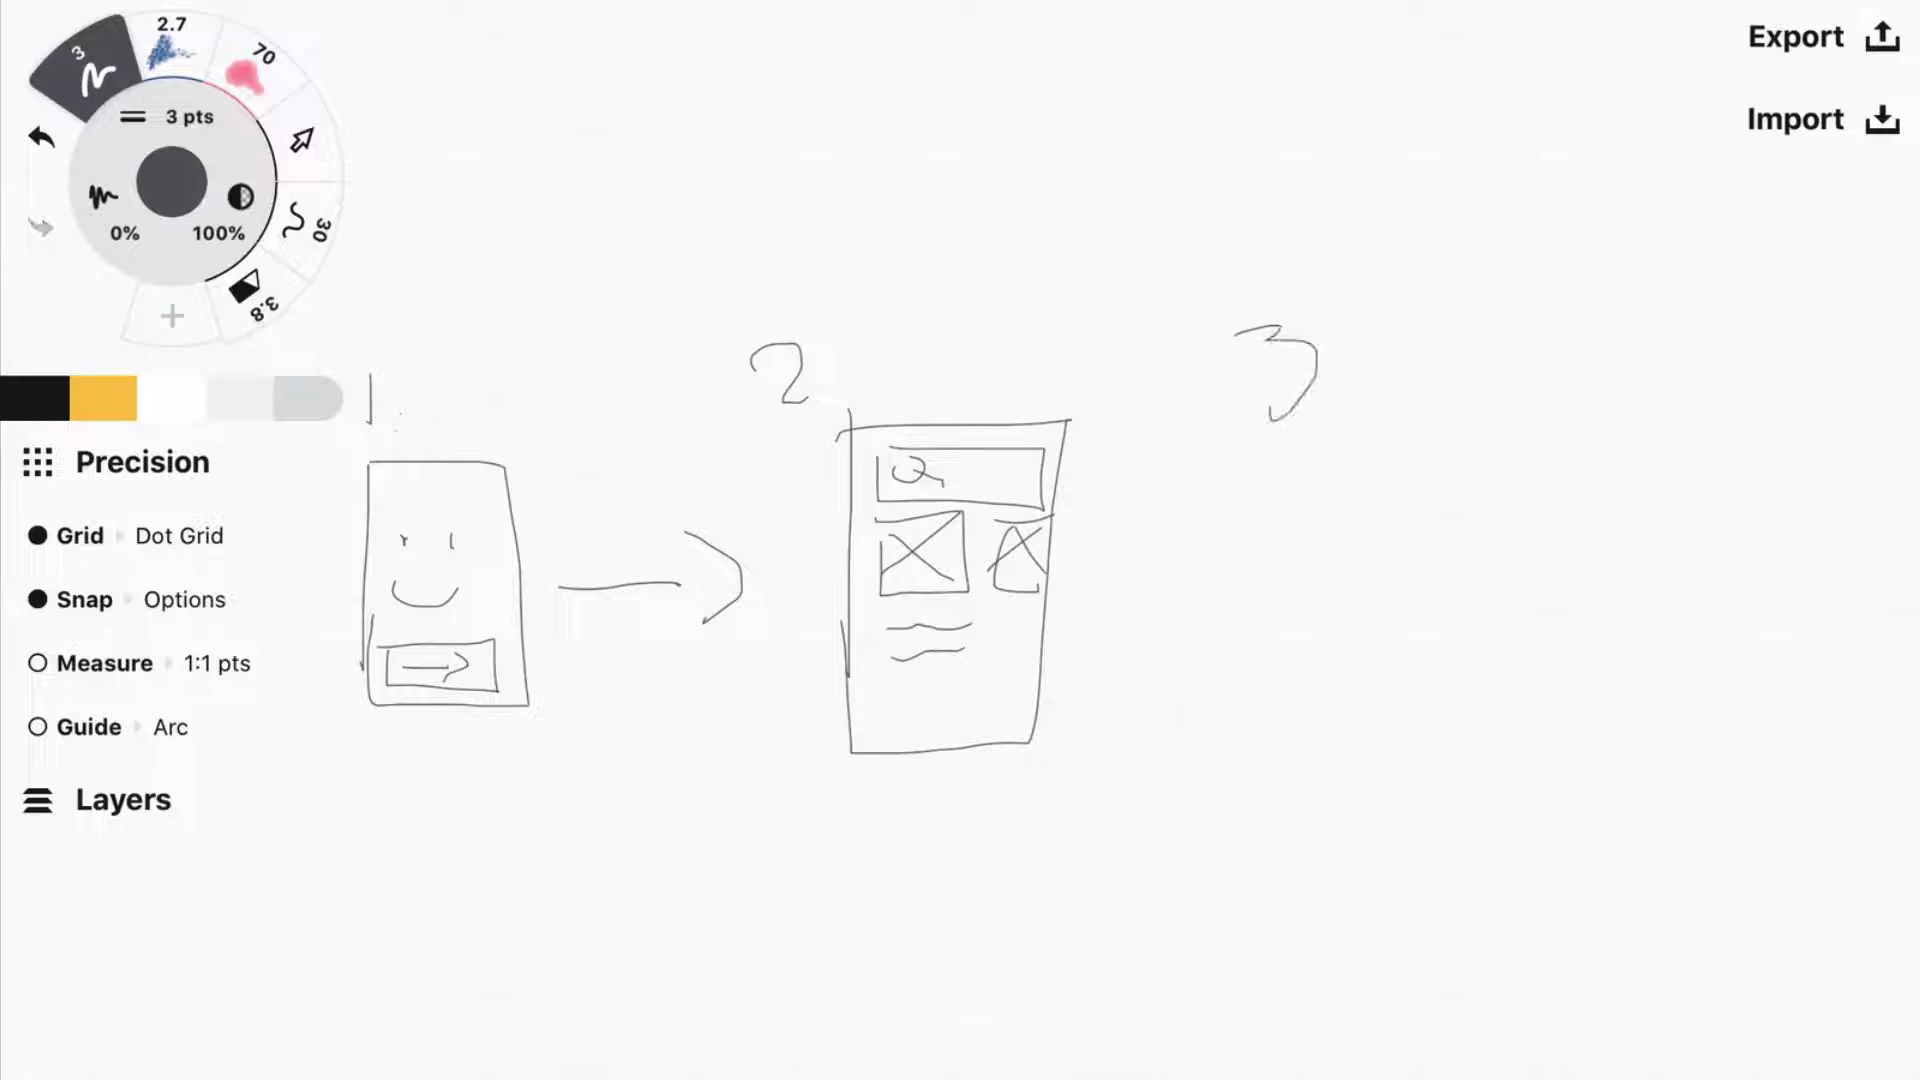 2.7
3
70
3 pts
30
0%
100%
3.8
+
Export
Import
1.
2
3
Precision
Grid Dot Grid
Snap Options
Measure 1:1 pts
Guide Arc
Layers